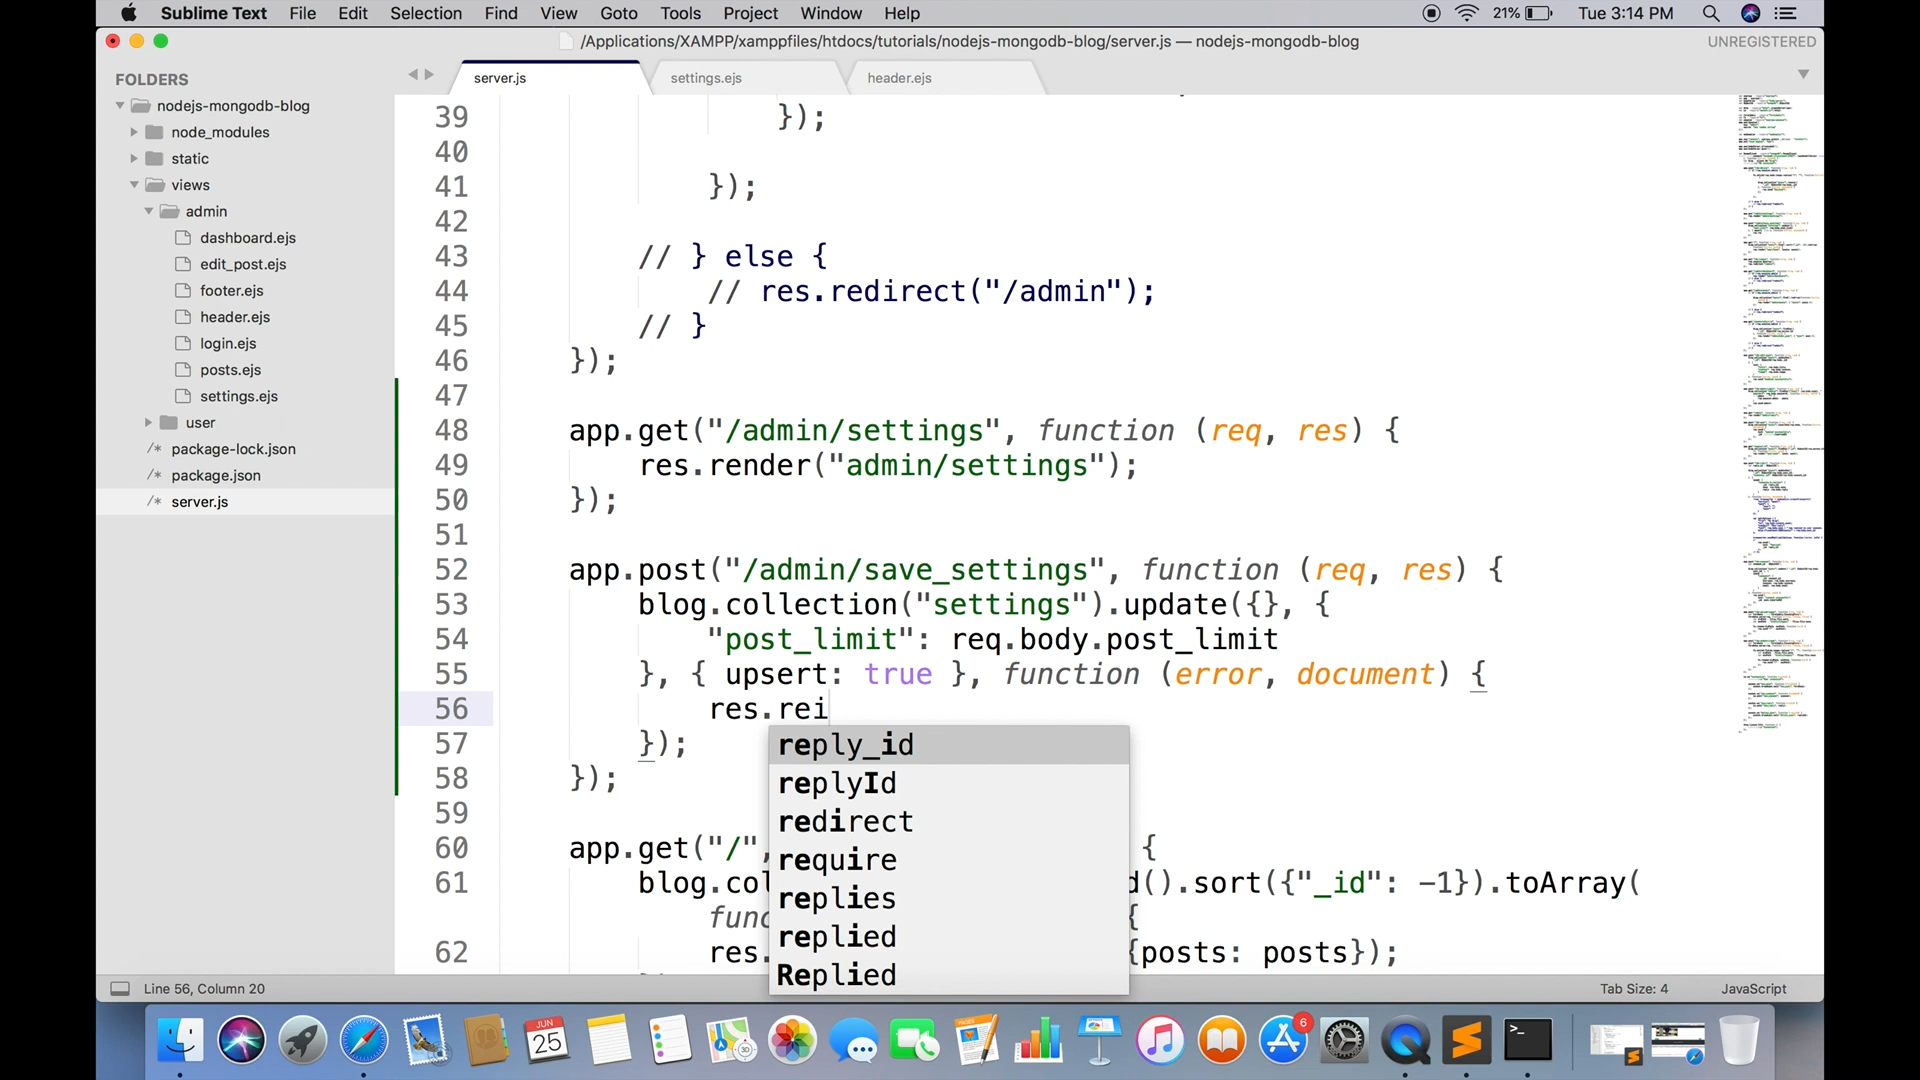 Sublime Text File Edit Selection Find View Goto Tools Project Window Help 21% Tue 3:14 PM
/Applications/XAMPP/xamppfiles/htdocs/tutorials/nodejs-mongodb-blog/server.js — nodejs-mongodb-blog UNREGISTERED
server.js settings.ejs header.ejs
FOLDERS
nodejs-mongodb-blog
node_modules
static
views
admin
dashboard.ejs
edit_post.ejs
footer.ejs
header.ejs
login.ejs
posts.ejs
settings.ejs
user
/* package-lock.json
/* package.json
/* server.js
39 });
40
41 });
42
43 // } else {
44 // res.redirect("/admin");
45 // }
46 });
47
48 app.get("/admin/settings", function (req, res) {
49 res.render("admin/settings");
50 });
51
52 app.post("/admin/save_settings", function (req, res) {
53 blog.collection("settings").update({}, {
54 "post_limit": req.body.post_limit
55 }, { upsert: true }, function (error, document) {
56 res.rei
57 });
58 });
59
60 app.get("/", {
61 blog.col d().sort({"_id": -1}).toArray(
func {
62 res. {posts: posts});
reply_id
replyId
redirect
require
replies
replied
Replied
Line 56, Column 20 Tab Size: 4 JavaScript
JUN
25
PAGES
3D
6